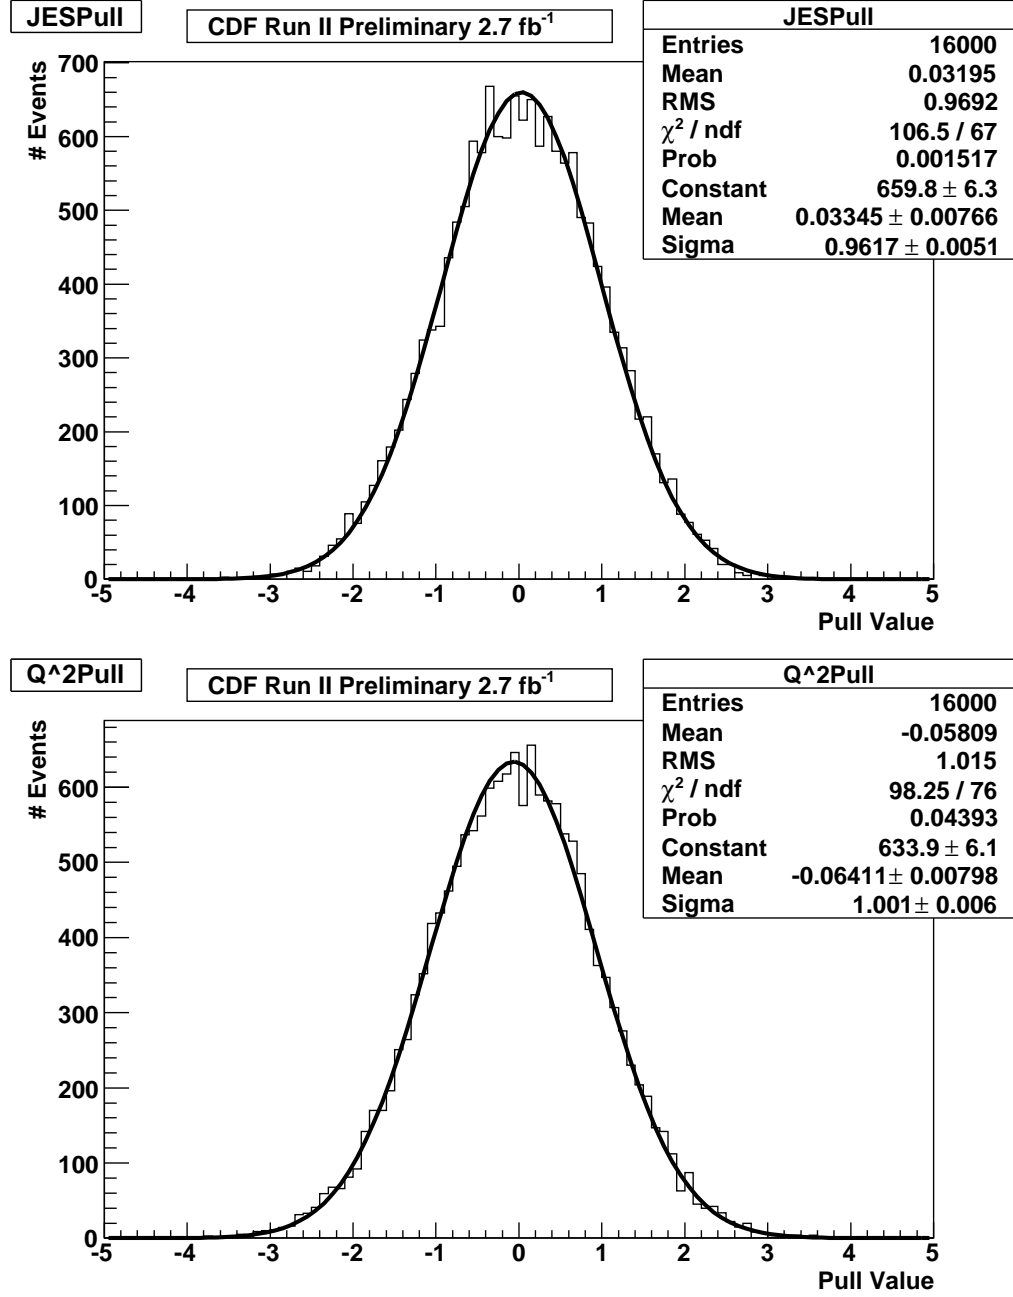 JESPull
CDF Run II Preliminary 2.7 fb⁻¹
JESPull
Entries 16000
Mean 0.03195
RMS 0.9692
χ² / ndf 106.5 / 67
Prob 0.001517
Constant 659.8 ± 6.3
Mean 0.03345 ± 0.00766
Sigma 0.9617 ± 0.0051
# Events
700
600
500
400
300
200
100
0
-5 -4 -3 -2 -1 0 1 2 3 4 5
Pull Value
Q^2Pull
CDF Run II Preliminary 2.7 fb⁻¹
Q^2Pull
Entries 16000
Mean -0.05809
RMS 1.015
χ² / ndf 98.25 / 76
Prob 0.04393
Constant 633.9 ± 6.1
Mean -0.06411 ± 0.00798
Sigma 1.001 ± 0.006
# Events
600
500
400
300
200
100
0
-5 -4 -3 -2 -1 0 1 2 3 4 5
Pull Value